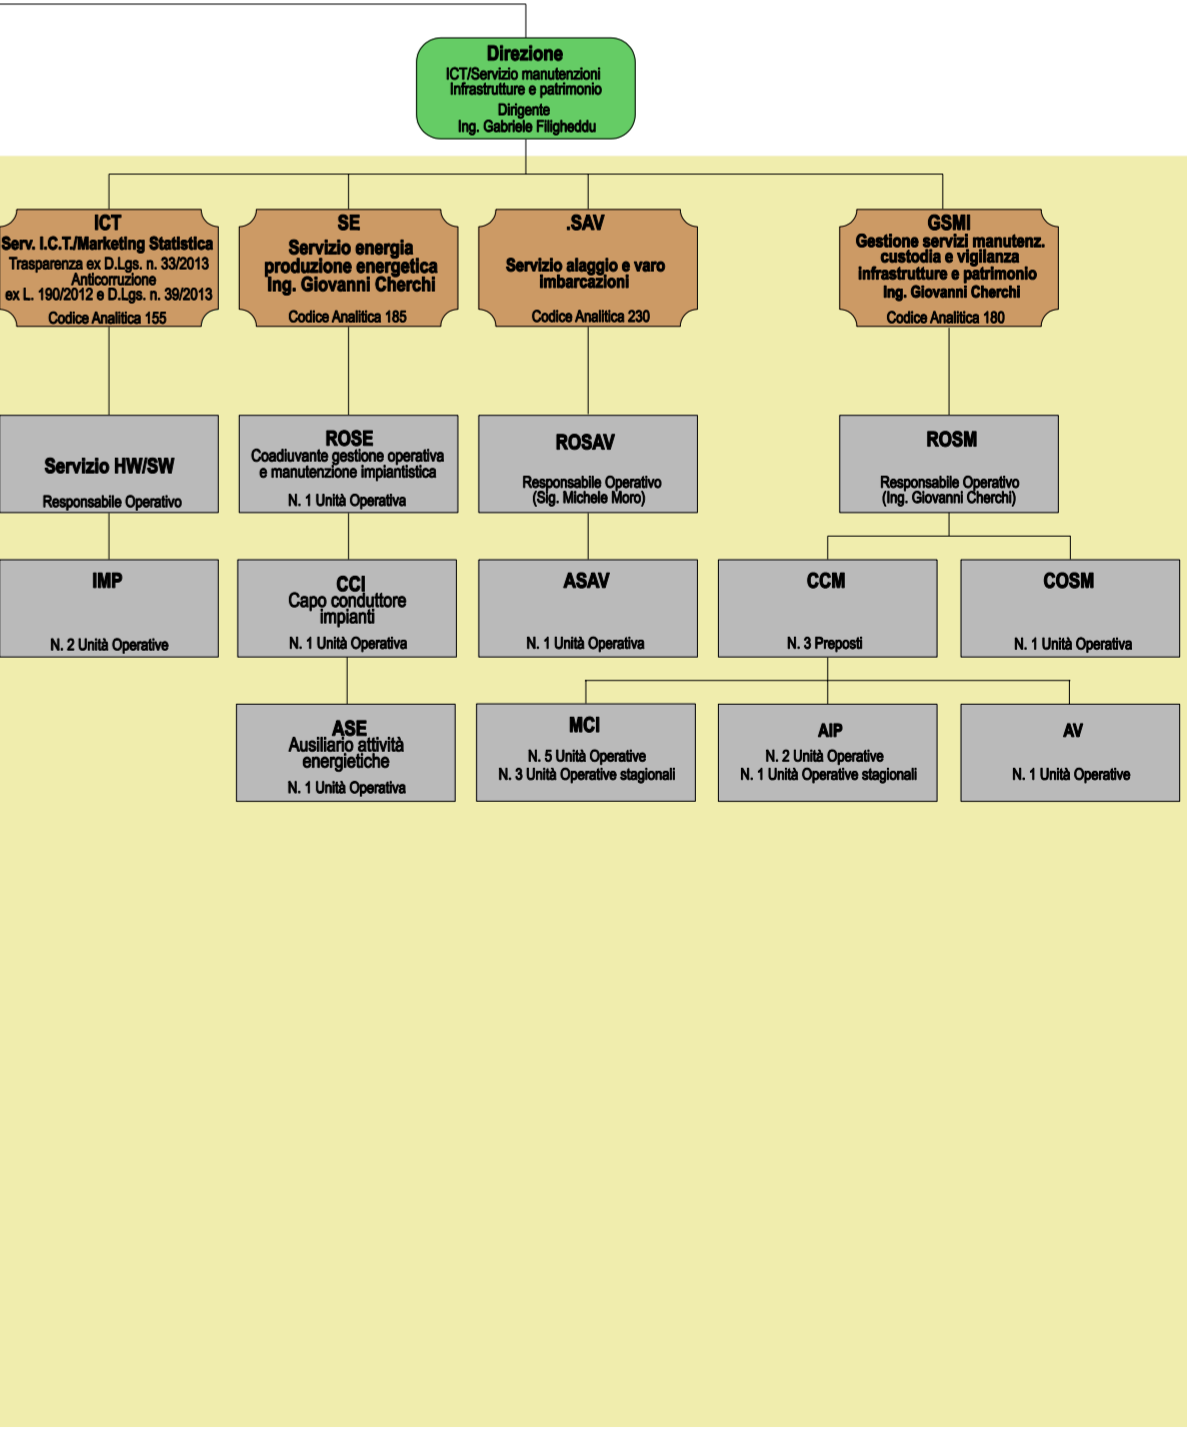 Direzione
ICT/Servizio manutenzioni
Infrastrutture e patrimonio
Dirigente
Ing. Gabriele Filigheddu
ICT
Serv. I.C.T./Marketing Statistica
Trasparenza ex D.Lgs. n. 33/2013
Anticorruzione
ex L. 190/2012 e D.Lgs. n. 39/2013
Codice Analitica 155
SE
Servizio energia
produzione energetica
Ing. Giovanni Cherchi
Codice Analitica 185
.SAV
Servizio alaggio e varo
imbarcazioni
Codice Analitica 230
GSMI
Gestione servizi manutenz.
custodia e vigilanza
infrastrutture e patrimonio
Ing. Giovanni Cherchi
Codice Analitica 180
Servizio HW/SW
Responsabile Operativo
ROSE
Coadiuvante gestione operativa
e manutenzione impiantistica
N. 1 Unità Operativa
ROSAV
Responsabile Operativo
(Sig. Michele Moro)
ROSM
Responsabile Operativo
(Ing. Giovanni Cherchi)
IMP
N. 2 Unità Operative
CCI
Capo conduttore
impianti
N. 1 Unità Operativa
ASAV
N. 1 Unità Operativa
CCM
N. 3 Preposti
COSM
N. 1 Unità Operativa
ASE
Ausiliario attività
energietiche
N. 1 Unità Operativa
MCI
N. 5 Unità Operative
N. 3 Unità Operative stagionali
AIP
N. 2 Unità Operative
N. 1 Unità Operative stagionali
AV
N. 1 Unità Operative